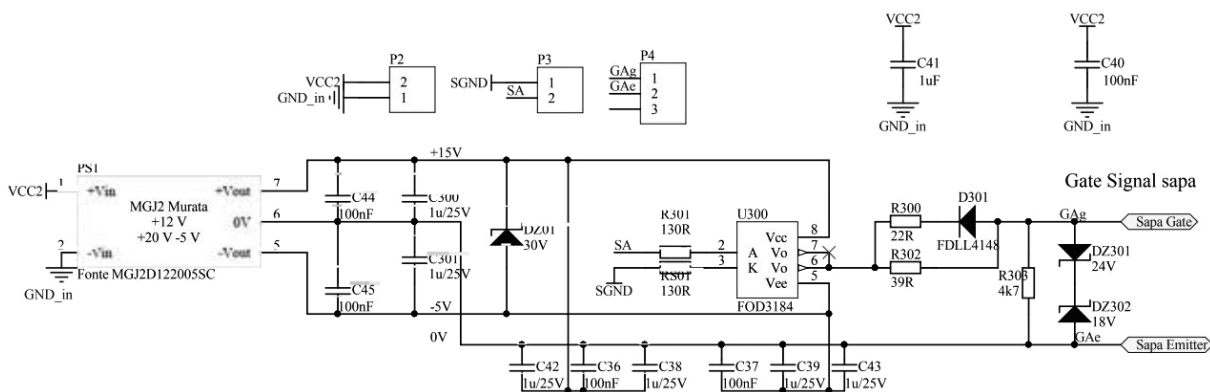 VCC2
C41
1uF
GND_in
VCC2
C40
100nF
GND_in
P2
VCC2
2
GND_in
1
P3
SGND
1
SA
2
P4
GAg
1
GAe
2
3
PS1
VCC2
1
+Vin
+Vout
7
MGJ2 Murata
+12 V
+20 V -5 V
0V
6
2
-Vin
-Vout
5
Fonte MGJ2D122005SC
GND_in
+15V
C44
100nF
C300
1u/25V
C301
1u/25V
C45
100nF
-5V
0V
DZ01
30V
R301
130R
SA
2
SGND
3
RS01
130R
U300
Vcc
8
A
Vo
7
K
Vo
6
Vee
5
FOD3184
R300
22R
D301
FDLL4148
R302
39R
R303
4k7
Gate Signal sapa
GAg
Sapa Gate
DZ301
24V
DZ302
18V
GAe
Sapa Emitter
C42
1u/25V
C36
100nF
C38
1u/25V
C37
100nF
C39
1u/25V
C43
1u/25V